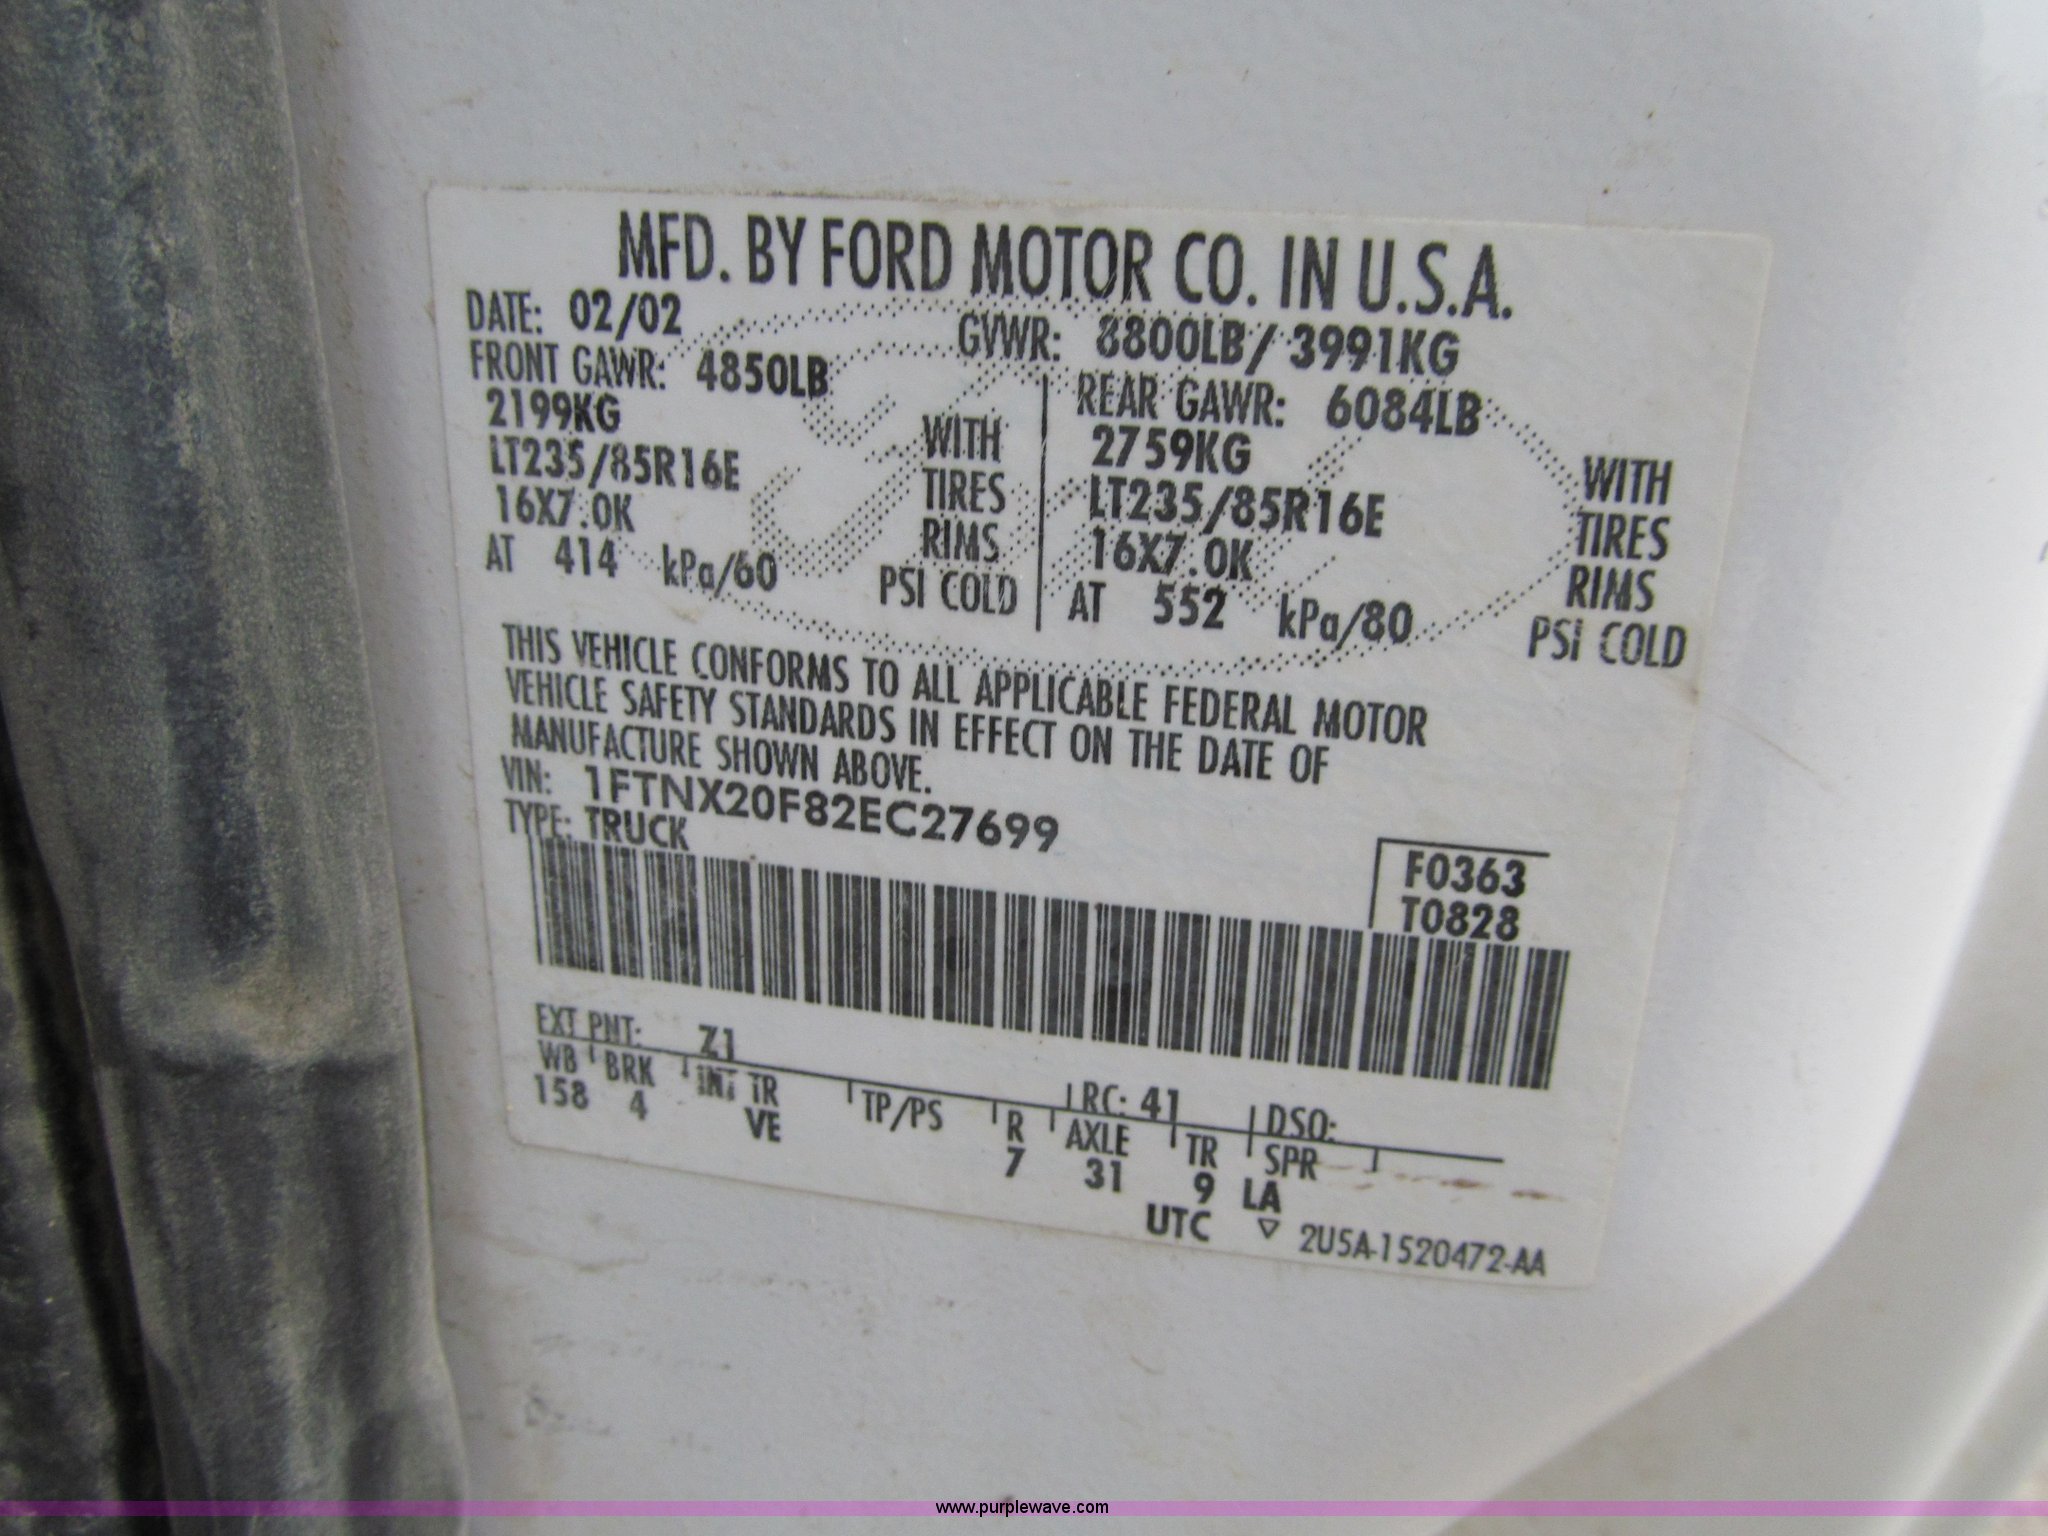 MFD. BY FORD MOTOR CO. IN U.S.A.
DATE: 02/02 GVWR: 8800LB/ 3991KG
FRONT GAWR: 4850LB REAR GAWR: 6084LB
2199KG WITH 2759KG WITH
LT235/85R16E TIRES LT235/85R16E TIRES
16X7.0K RIMS 16X7.0K RIMS
AT 414 kPa/60 PSI COLD AT 552 kPa/80 PSI COLD
THIS VEHICLE CONFORMS TO ALL APPLICABLE FEDERAL MOTOR
VEHICLE SAFETY STANDARDS IN EFFECT ON THE DATE OF
MANUFACTURE SHOWN ABOVE.
VIN: 1FTNX20F82EC27699
TYPE: TRUCK
F0363
T0828
EXT PNT: Z1 RC: 41 DSO:
WB BRK INT TR TP/PS R AXLE TR SPR
158 4 VE 7 31 9 LA
UTC ▽ 2U5A-1520472-AA
www.purplewave.com